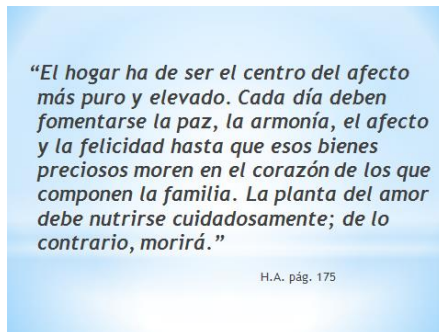 “El hogar ha de ser el centro del afecto
más puro y elevado. Cada día deben
fomentarse la paz, la armonía, el afecto
y la felicidad hasta que esos bienes
preciosos moren en el corazón de los que
componen la familia. La planta del amor
debe nutrirse cuidadosamente; de lo
contrario, morirá.”
H.A. pág. 175